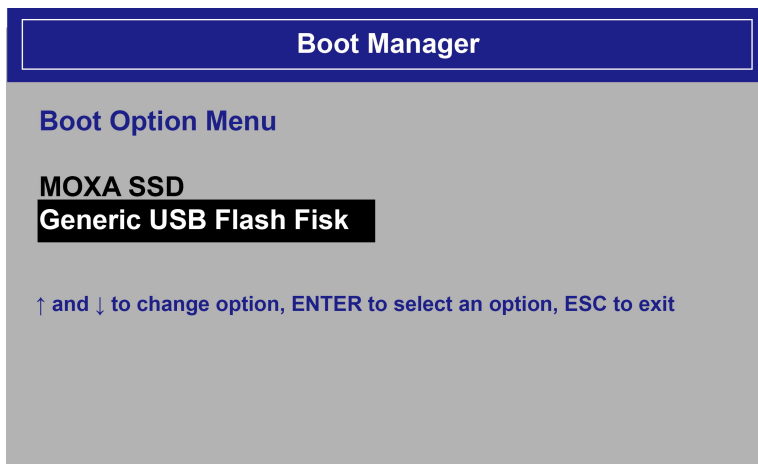 Boot Manager
Boot Option Menu
MOXA SSD
Generic USB Flash Fisk
↑ and ↓ to change option, ENTER to select an option, ESC to exit